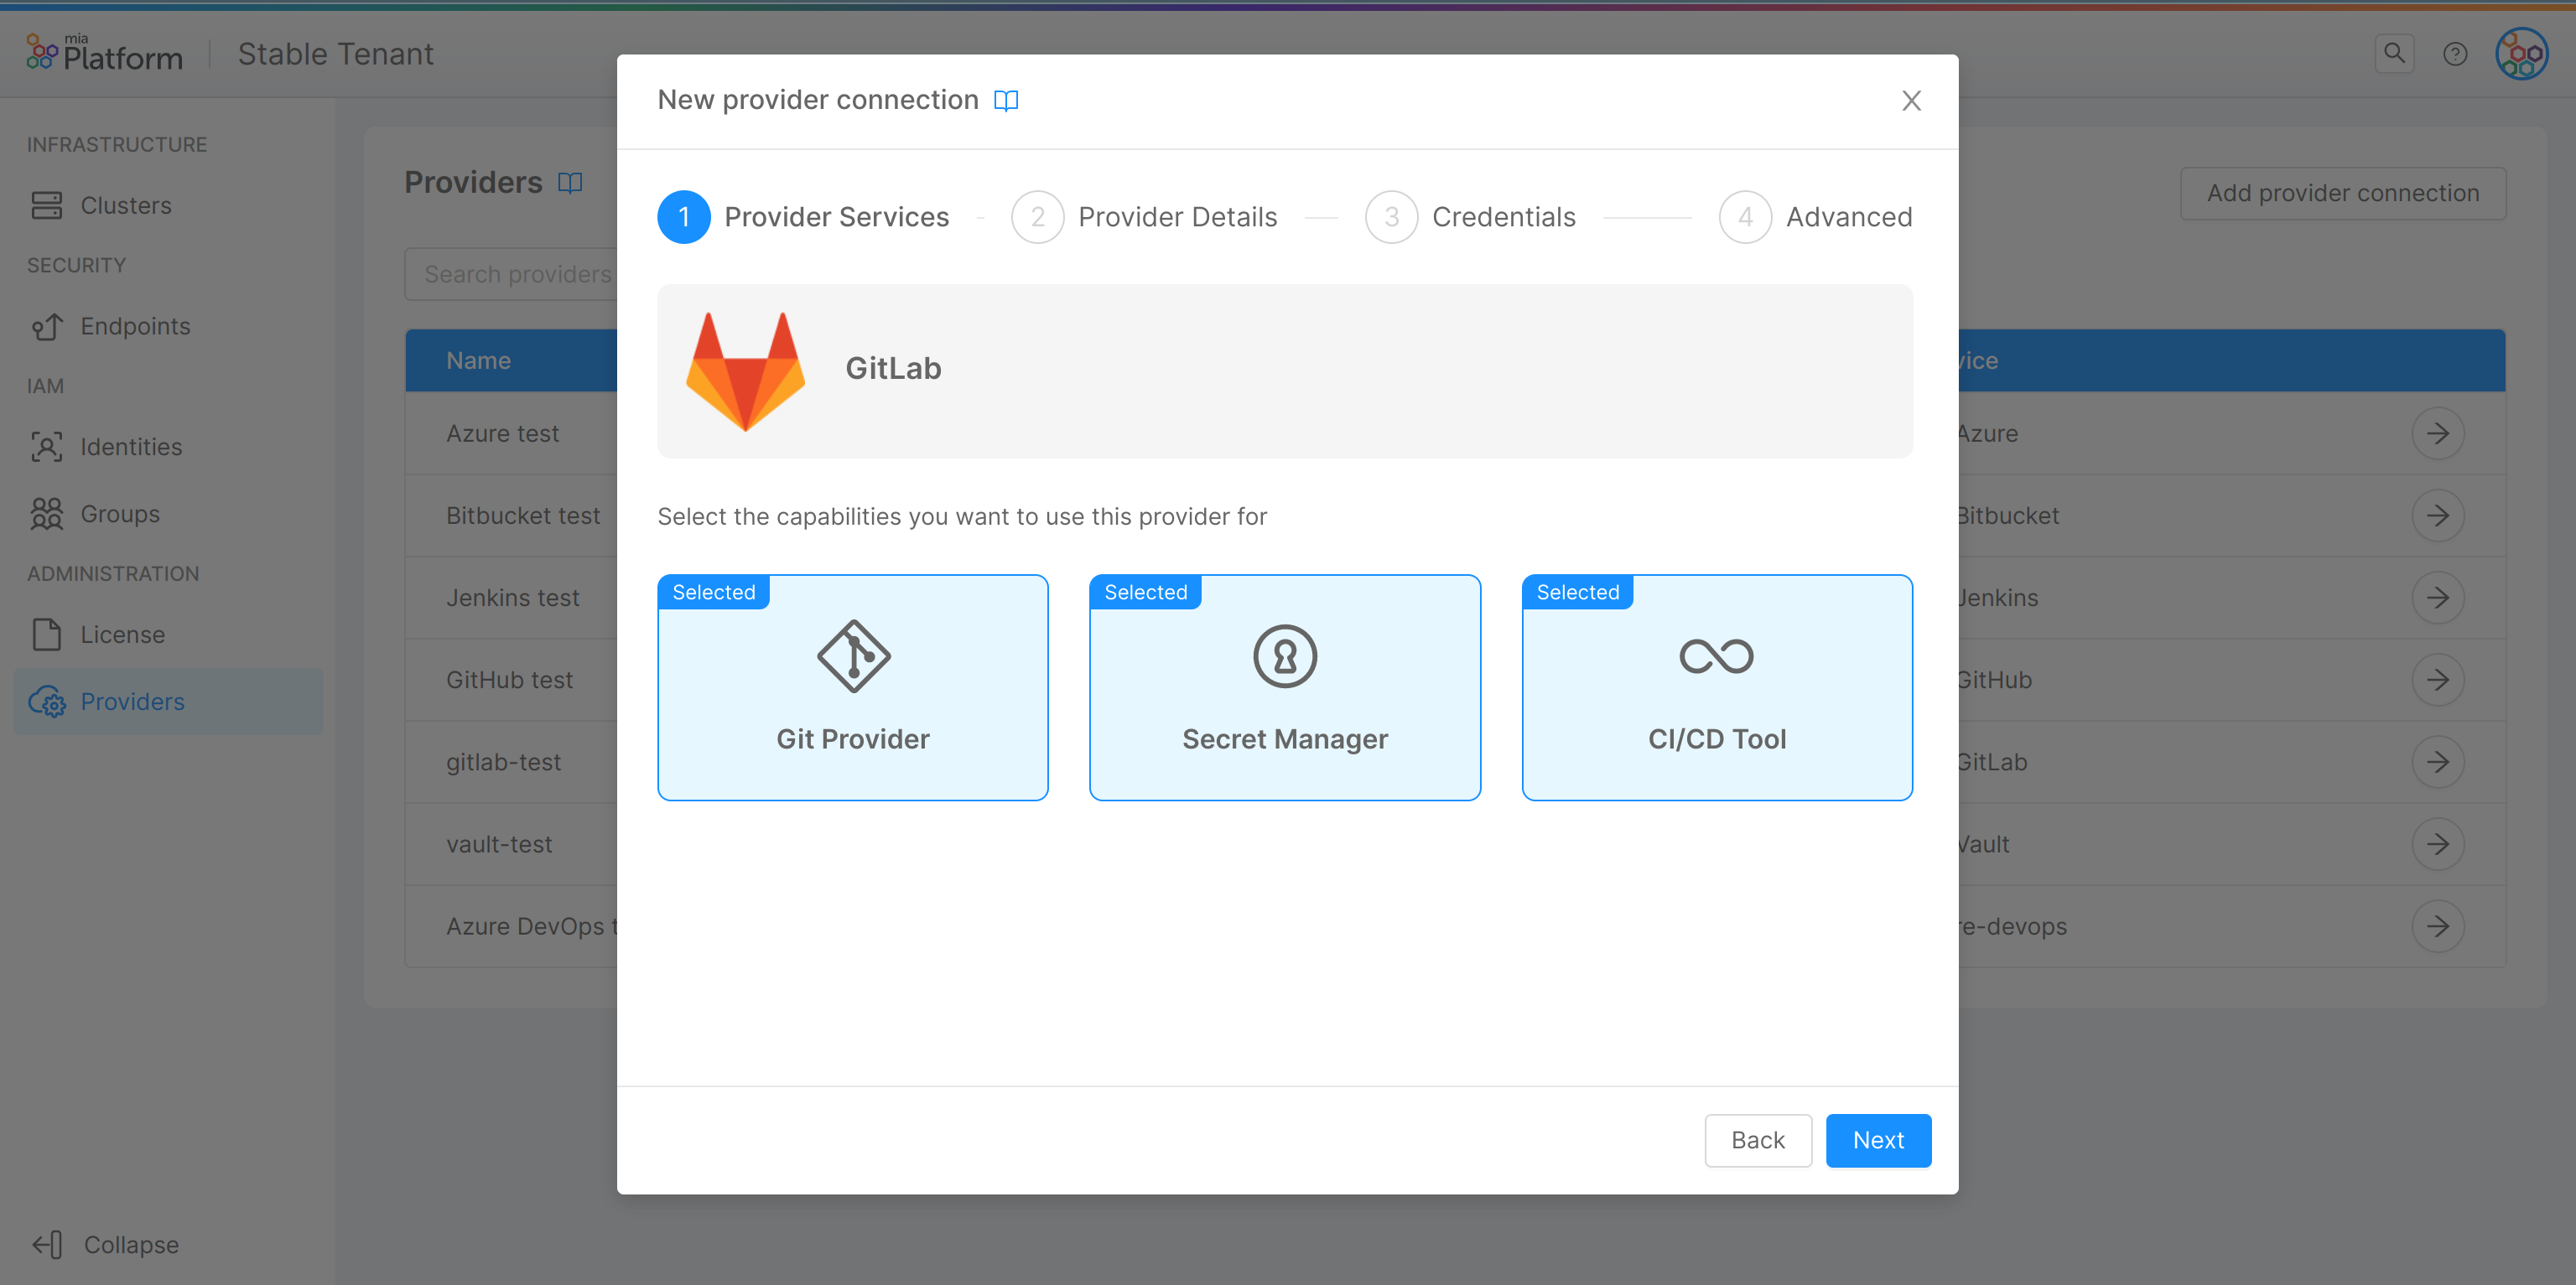 mia
Platform
Stable Tenant
INFRASTRUCTURE
Clusters
SECURITY
Endpoints
IAM
Identities
Groups
ADMINISTRATION
License
Providers
Collapse
Providers
Add provider connection
Search providers
Name
vice
Azure test
Azure
Bitbucket test
Bitbucket
Jenkins test
Jenkins
GitHub test
GitHub
gitlab-test
GitLab
vault-test
Vault
Azure DevOps t
re-devops
New provider connection
1 Provider Services
2 Provider Details
3 Credentials
4 Advanced
GitLab
Select the capabilities you want to use this provider for
Selected
Git Provider
Selected
Secret Manager
Selected
CI/CD Tool
Back
Next